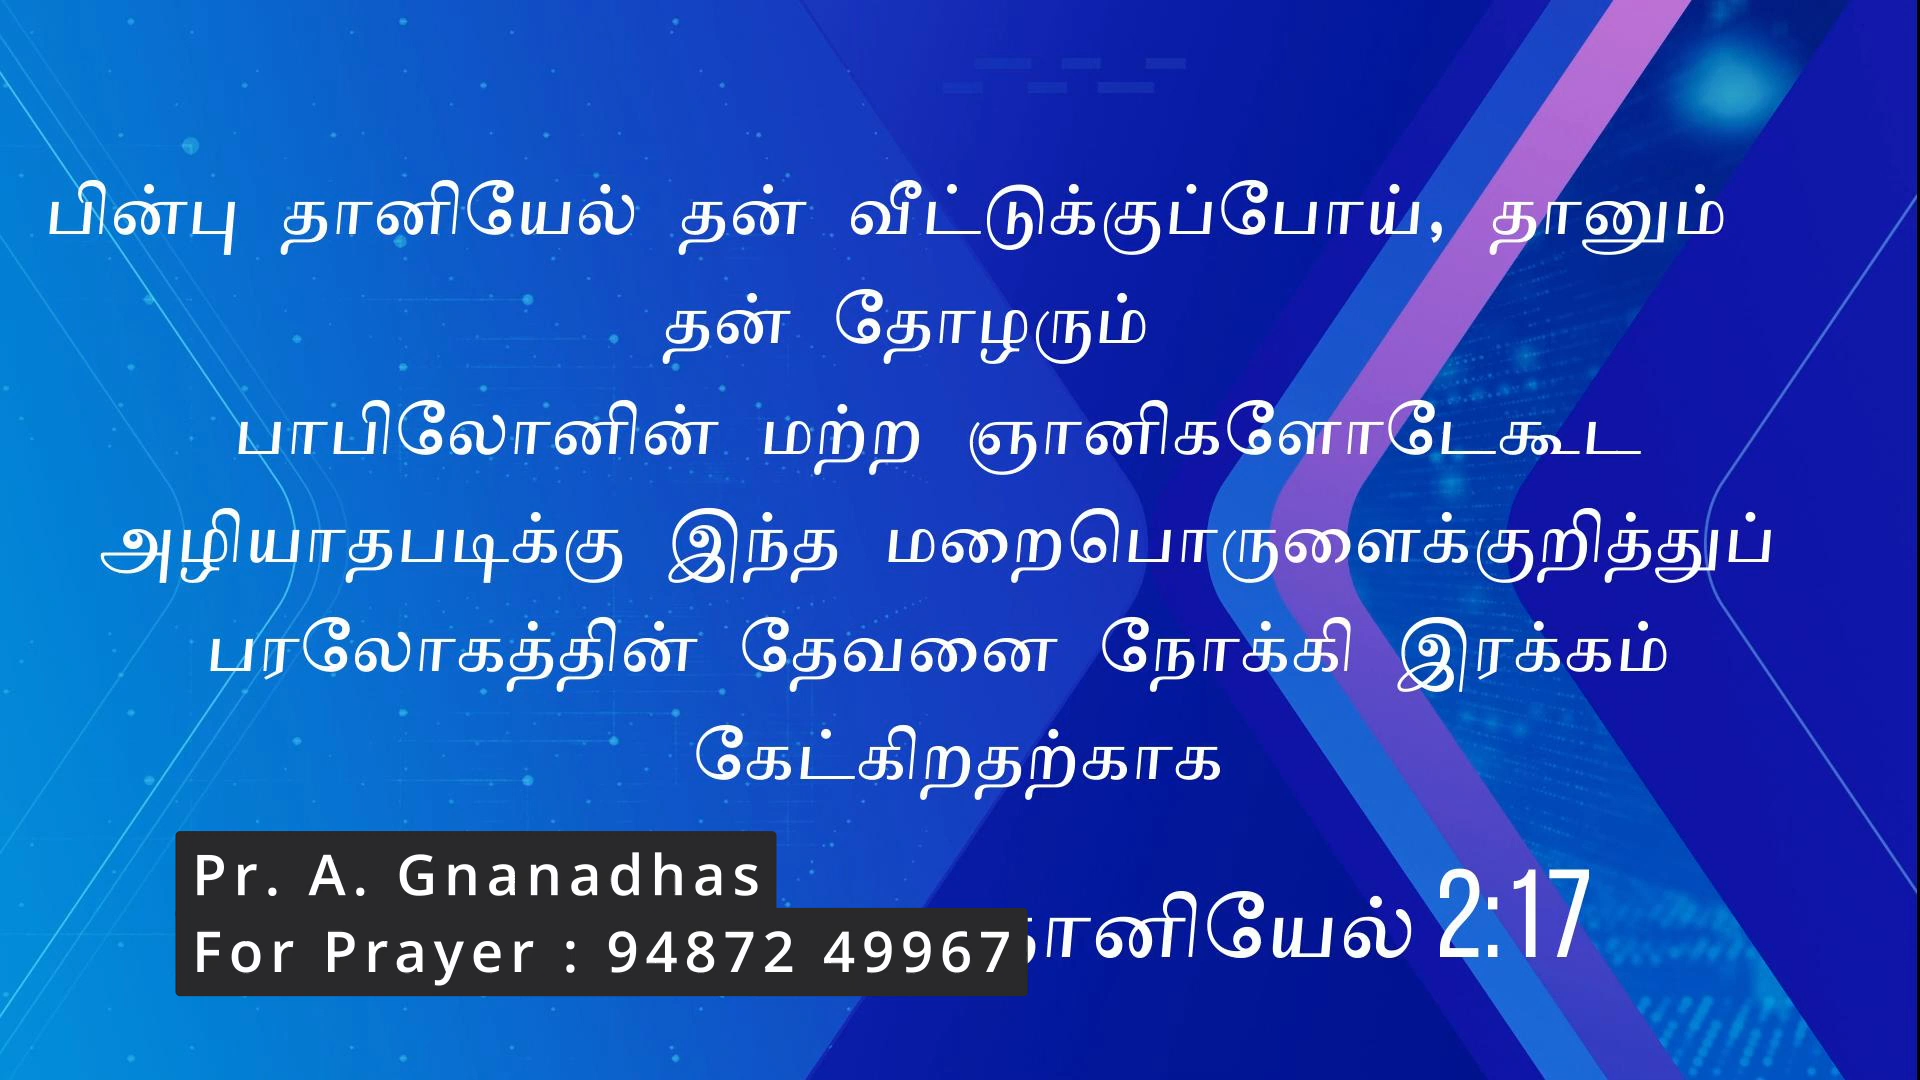 பின்பு தானியேல் தன் வீட்டுக்குப்போய், தானும்
தன் தோழரும்
பாபிலோனின் மற்ற ஞானிகளோடேகூட
அழியாதபடிக்கு இந்த மறைபொருளைக்குறித்துப்
பரலோகத்தின் தேவனை நோக்கி இரக்கம்
கேட்கிறதற்காக
Pr. A. Gnanadhas
For Prayer : 94872 49967
தானியேல் 2:17